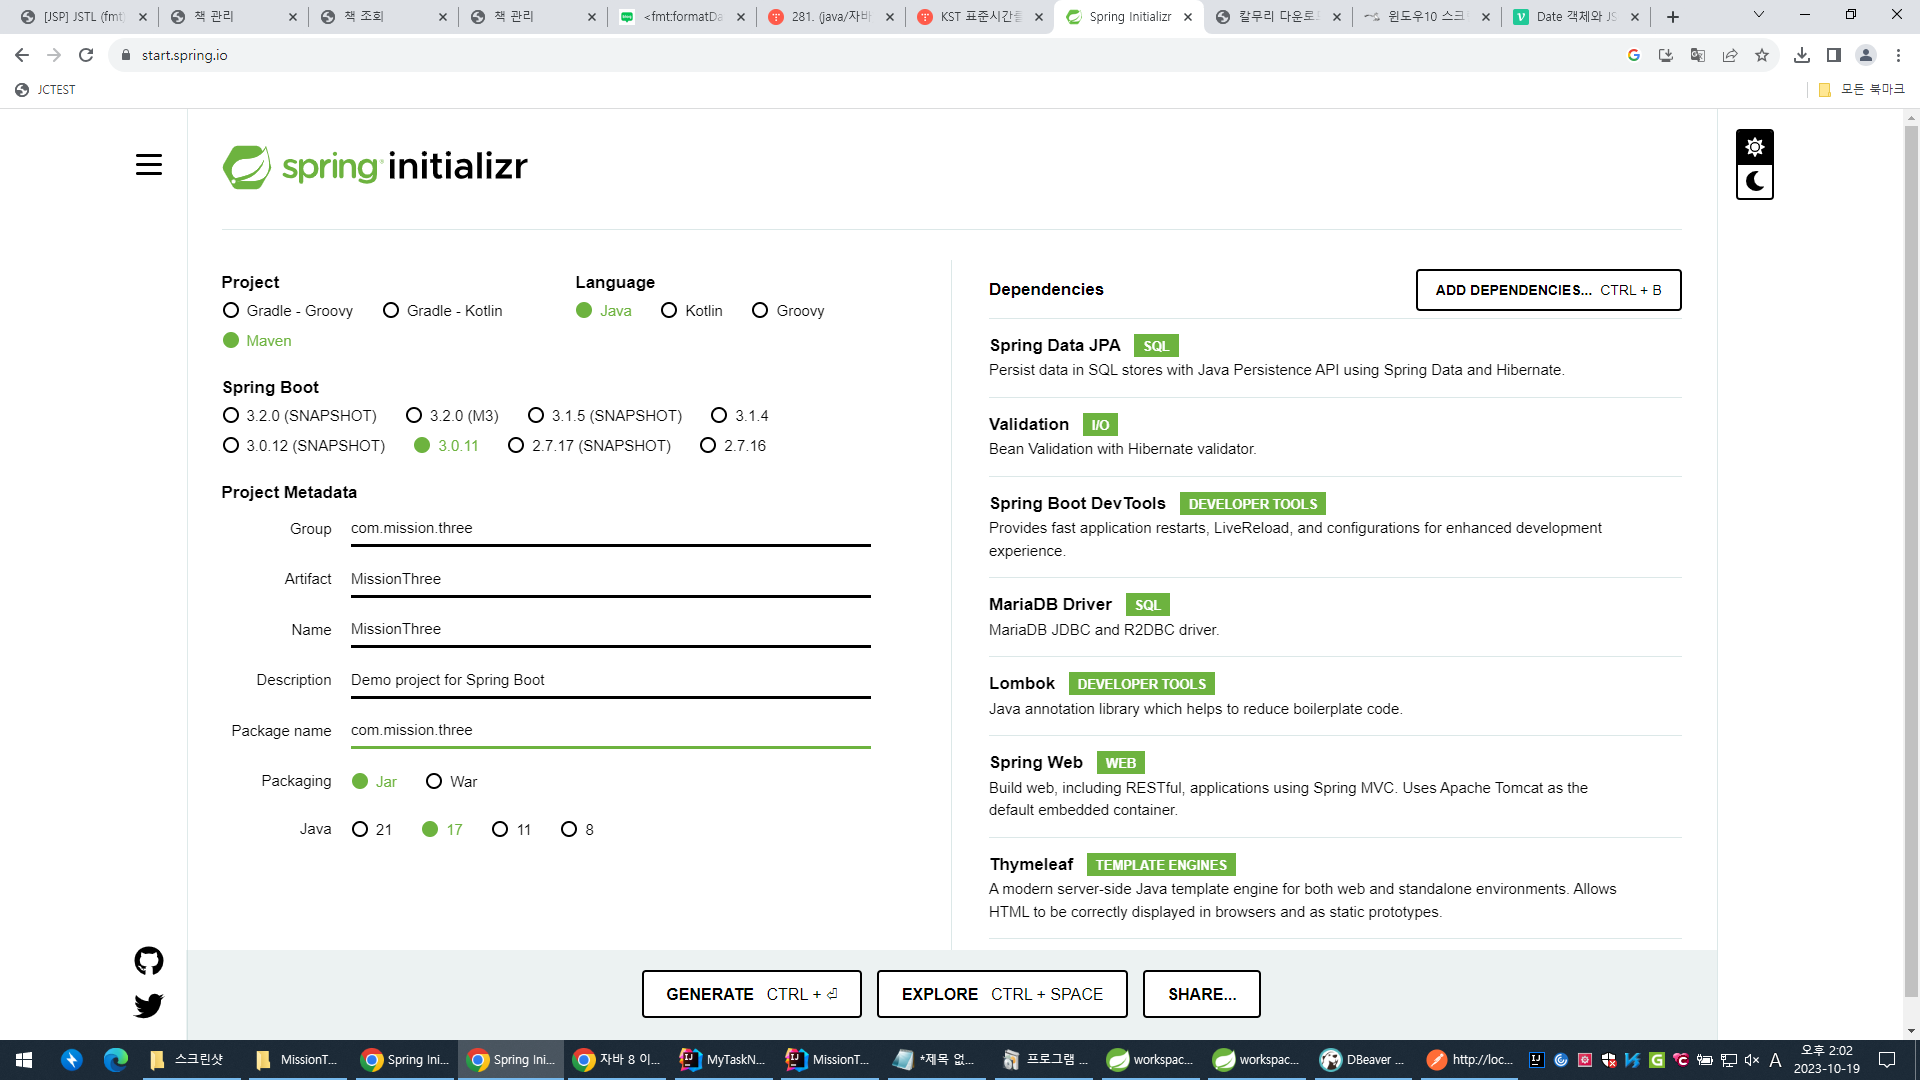 [JSP] JSTL (fmt)
책 관리
책 조회
책 관리
<fmt:formatDa
281. (java/자바
KST 표준시간을
Spring Initializr
칼무리 다운로드
윈도우10 스크린
Date 객체와 JS
start.spring.io
JCTEST
모든 북마크
spring initializr
Project
Gradle - Groovy
Gradle - Kotlin
Maven
Language
Java
Kotlin
Groovy
Spring Boot
3.2.0 (SNAPSHOT)
3.2.0 (M3)
3.1.5 (SNAPSHOT)
3.1.4
3.0.12 (SNAPSHOT)
3.0.11
2.7.17 (SNAPSHOT)
2.7.16
Project Metadata
Group com.mission.three
Artifact MissionThree
Name MissionThree
Description Demo project for Spring Boot
Package name com.mission.three
Packaging Jar War
Java 21 17 11 8
Dependencies
ADD DEPENDENCIES... CTRL + B
Spring Data JPA SQL
Persist data in SQL stores with Java Persistence API using Spring Data and Hibernate.
Validation I/O
Bean Validation with Hibernate validator.
Spring Boot DevTools DEVELOPER TOOLS
Provides fast application restarts, LiveReload, and configurations for enhanced development
experience.
MariaDB Driver SQL
MariaDB JDBC and R2DBC driver.
Lombok DEVELOPER TOOLS
Java annotation library which helps to reduce boilerplate code.
Spring Web WEB
Build web, including RESTful, applications using Spring MVC. Uses Apache Tomcat as the
default embedded container.
Thymeleaf TEMPLATE ENGINES
A modern server-side Java template engine for both web and standalone environments. Allows
HTML to be correctly displayed in browsers and as static prototypes.
GENERATE CTRL + ⏎
EXPLORE CTRL + SPACE
SHARE...
스크린샷
MissionT...
Spring Ini...
Spring Ini...
자바 8 이...
MyTaskN...
MissionT...
*제목 없...
프로그램 ...
workspac...
workspac...
DBeaver ...
http://loc...
A
오후 2:02
2023-10-19